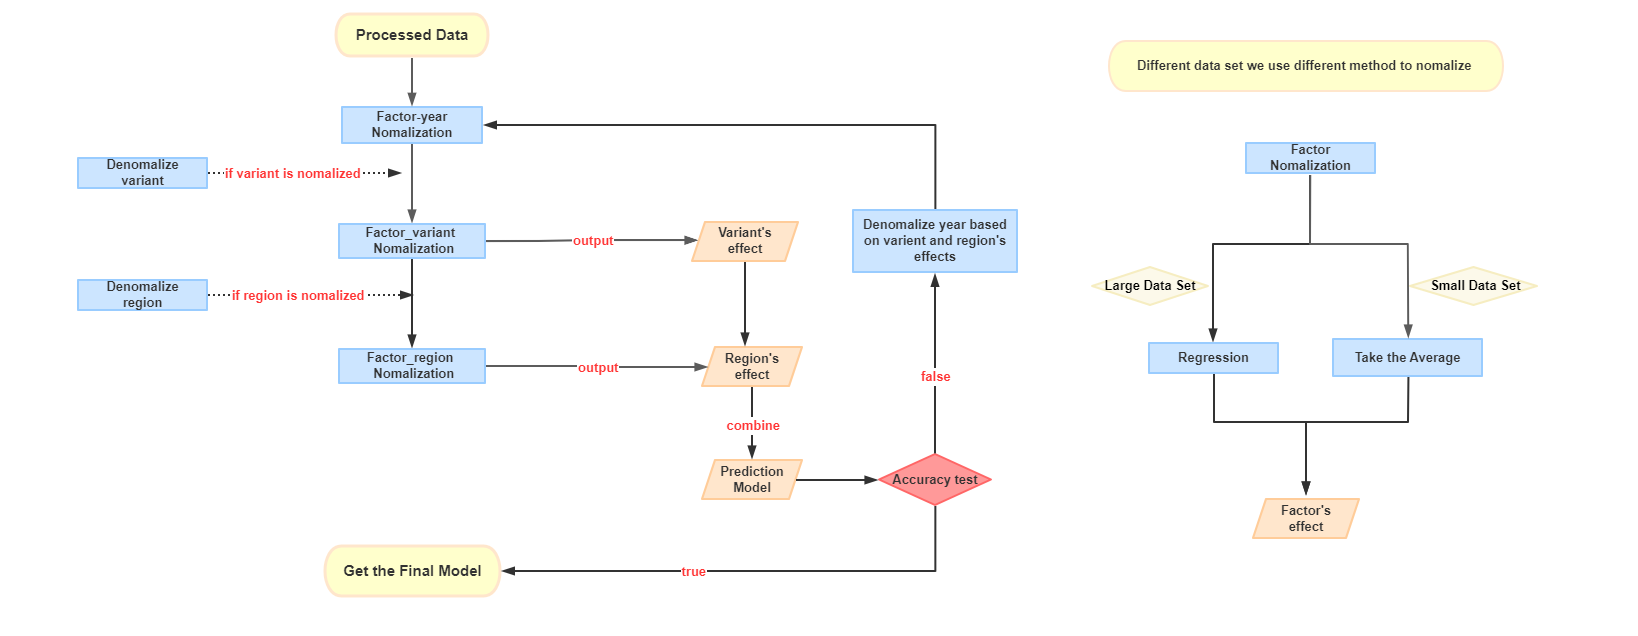 Processed Data
Factor-year
Nomalization
Denomalize
variant
if variant is nomalized
Factor_variant
Nomalization
output
Variant's
effect
Denomalize year based
on varient and region's
effects
Denomalize
region
if region is nomalized
Factor_region
Nomalization
output
Region's
effect
false
combine
Prediction
Model
Accuracy test
Get the Final Model
true
Different data set we use different method to nomalize
Factor
Nomalization
Large Data Set
Small Data Set
Regression
Take the Average
Factor's
effect